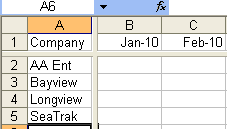 A6 fx
A B C
1 Company Jan-10 Feb-10
2 AA Ent
3 Bayview
4 Longview
5 SeaTrak